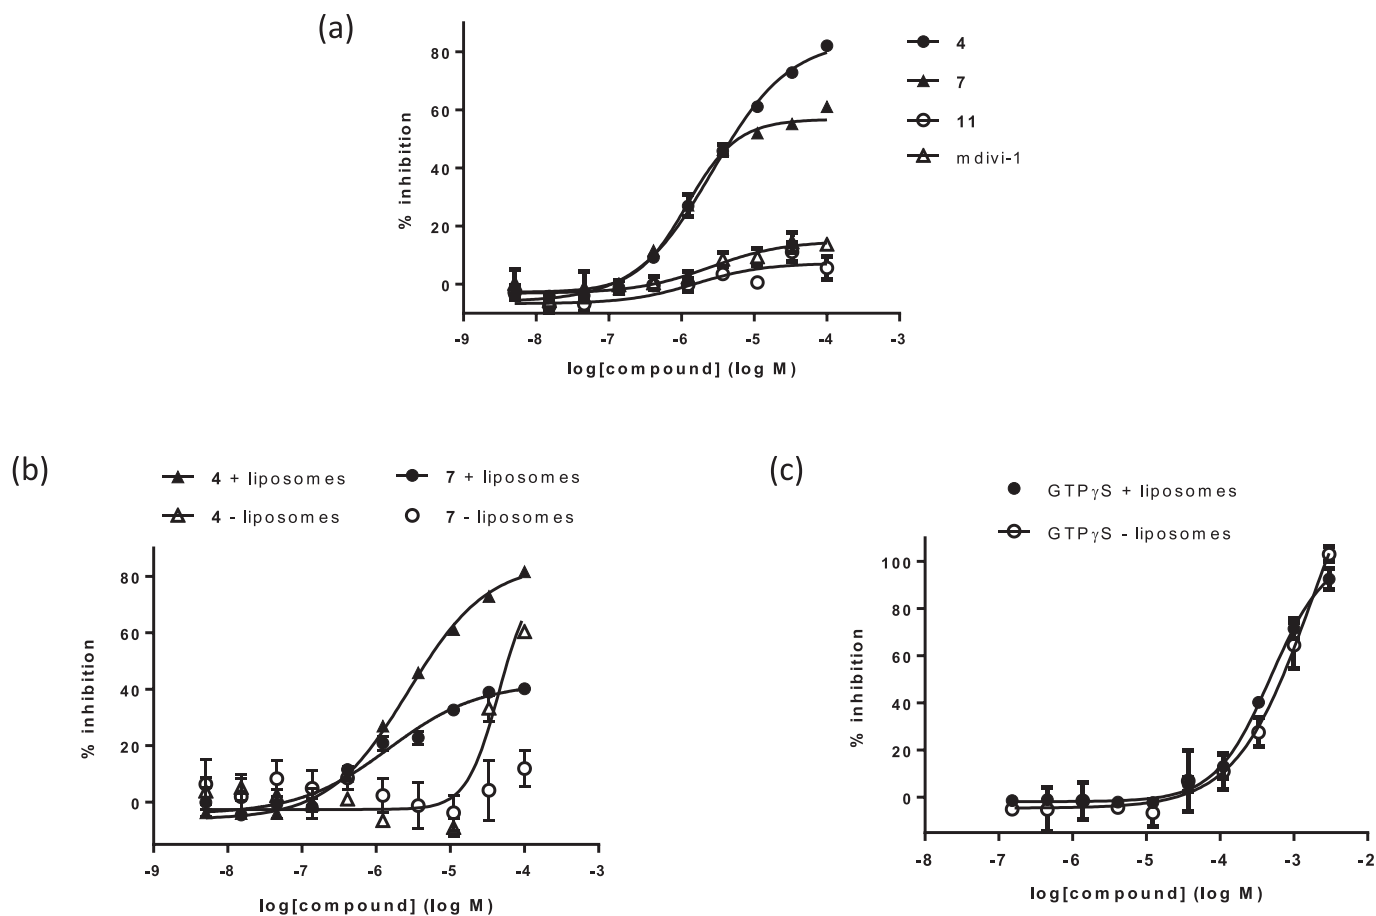 (a)
80
60
40
20
0
% inhibition
-9 -8 -7 -6 -5 -4 -3
log[compound] (log M)
4
7
11
mdivi-1
(b)
4 + liposomes 7 + liposomes
4 - liposomes 7 - liposomes
80
60
40
20
0
% inhibition
-9 -8 -7 -6 -5 -4 -3
log[compound] (log M)
(c)
GTPγS + liposomes
GTPγS - liposomes
100
80
60
40
20
0
% inhibition
-8 -7 -6 -5 -4 -3 -2
log[compound] (log M)